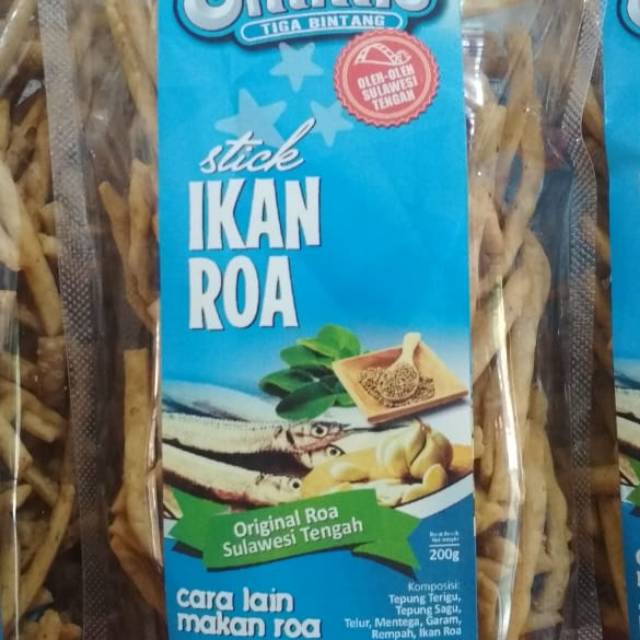 TIGA BINTANG
OLEH-OLEH
SULAWESI
TENGAH
stick
IKAN
ROA
Original Roa
Sulawesi Tengah
200g
cara lain
makan roa
Komposisi:
Tepung Terigu,
Tepung Sagu,
Telur, Mentega, Garam,
Rempah, Ikan Roa